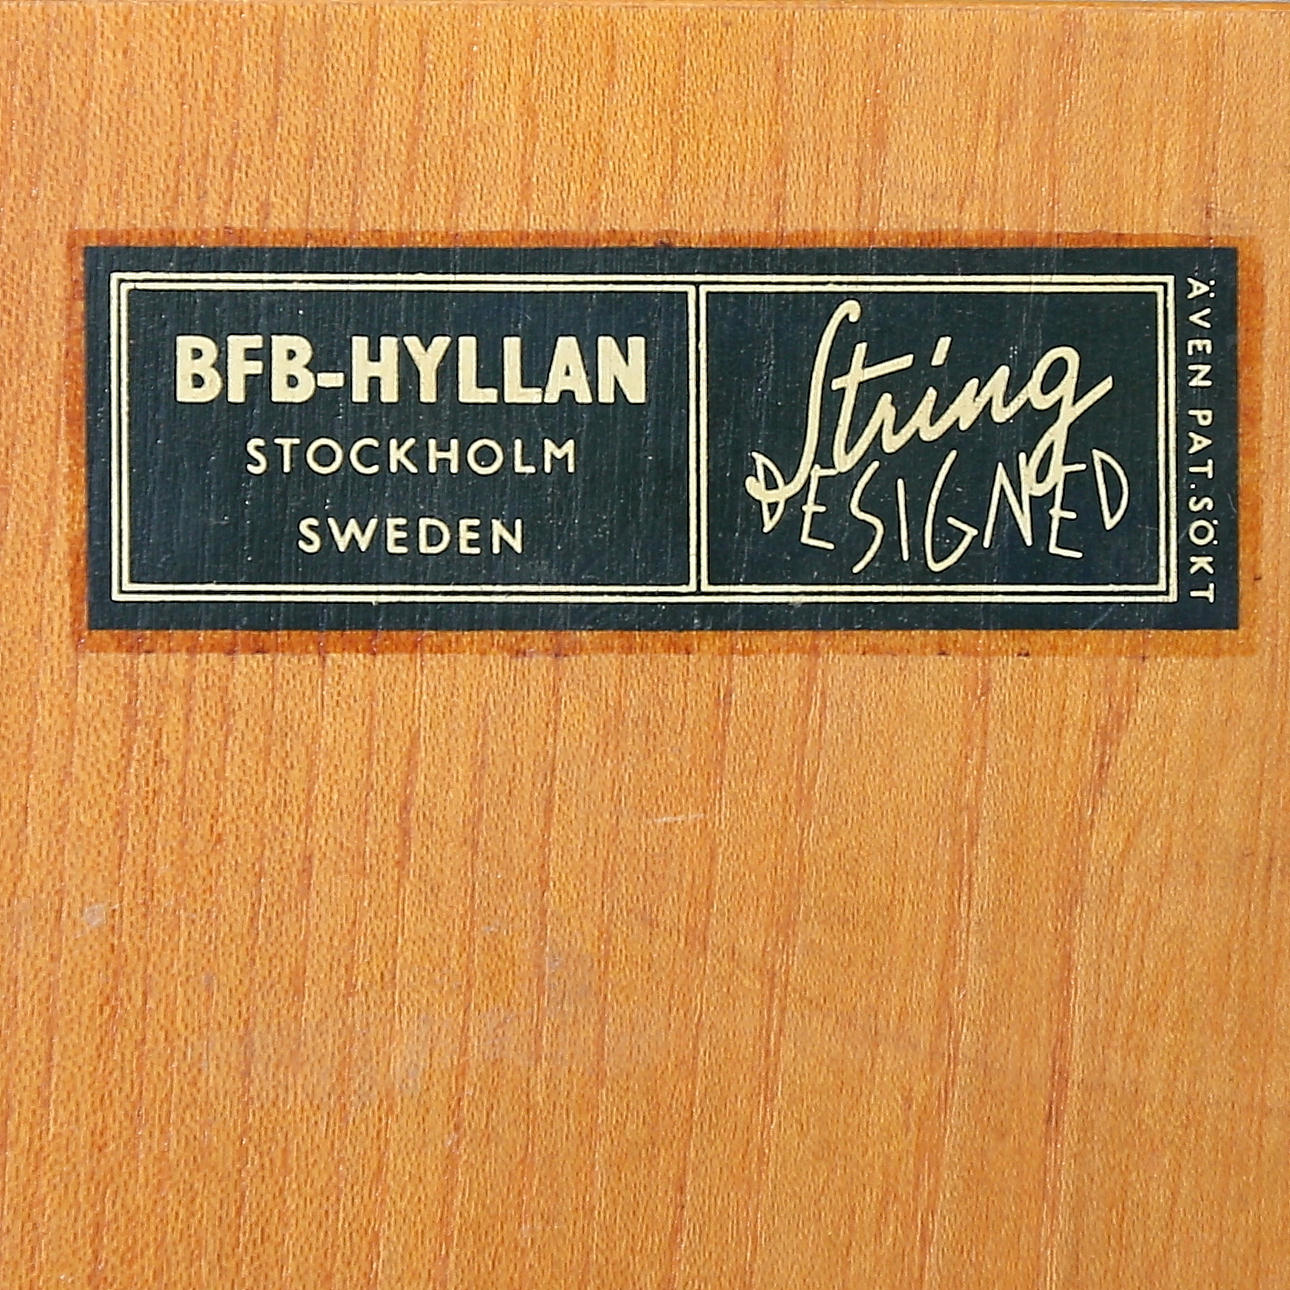 BFB-HYLLAN
STOCKHOLM
SWEDEN
String
DESIGNED
ÄVEN PAT. SÖKT